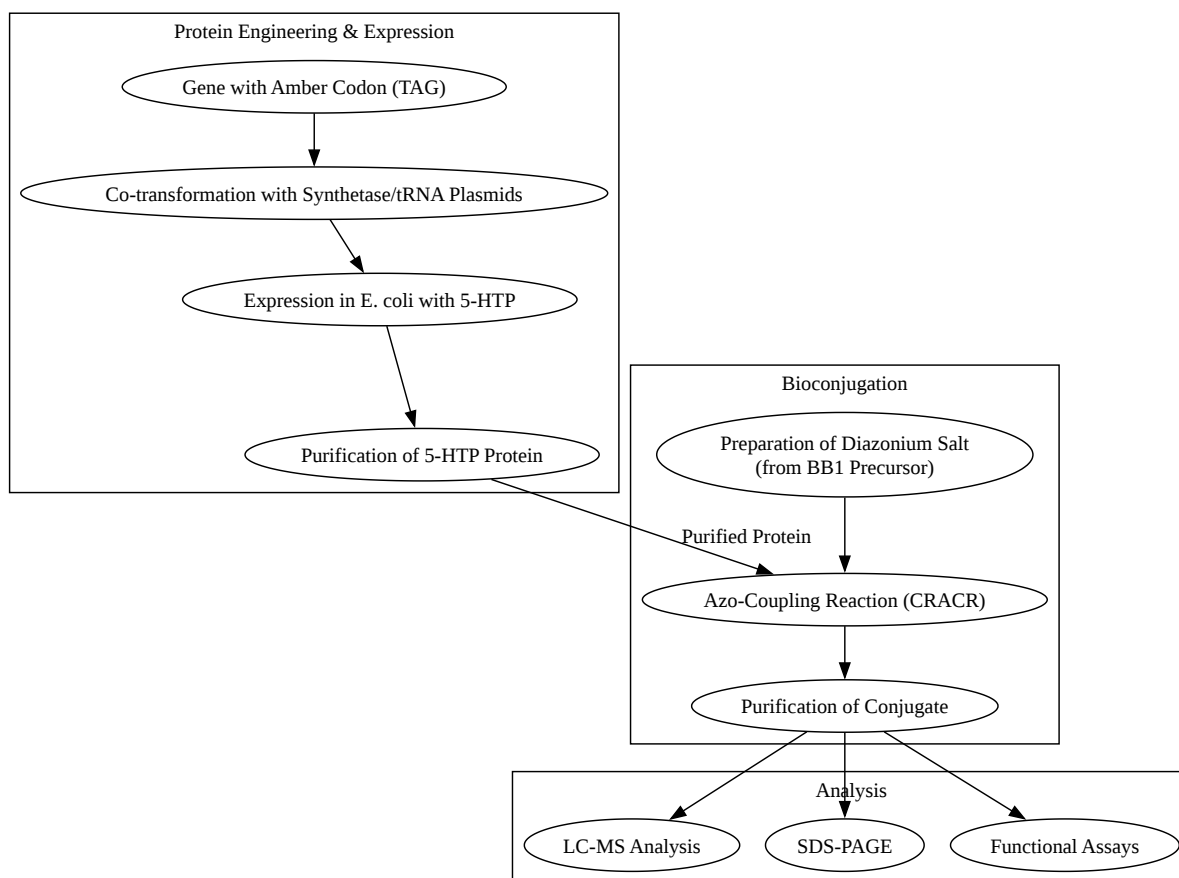 Protein Engineering & Expression
Gene with Amber Codon (TAG)
Co-transformation with Synthetase/tRNA Plasmids
Expression in E. coli with 5-HTP
Purification of 5-HTP Protein
Bioconjugation
Preparation of Diazonium Salt
(from BB1 Precursor)
Purified Protein
Azo-Coupling Reaction (CRACR)
Purification of Conjugate
Analysis
LC-MS Analysis
SDS-PAGE
Functional Assays